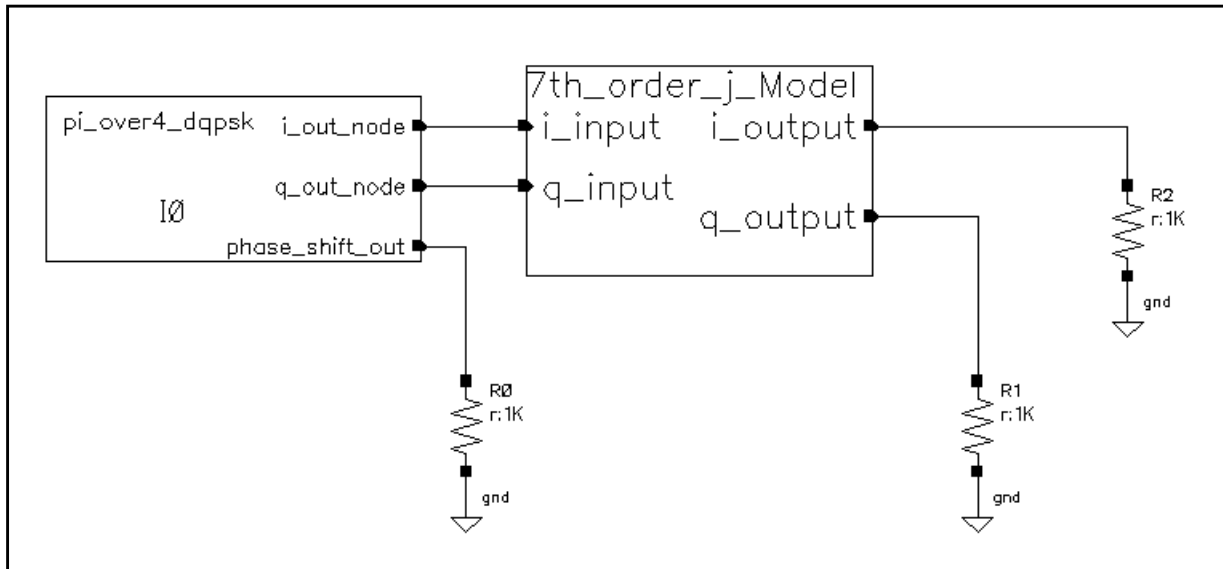 7th_order_j_Model
pi_over4_dqpsk
i_out_node
i_input
i_output
q_out_node
q_input
I0
q_output
phase_shift_out
R2
r:1K
gnd
R0
r:1K
R1
r:1K
gnd
gnd